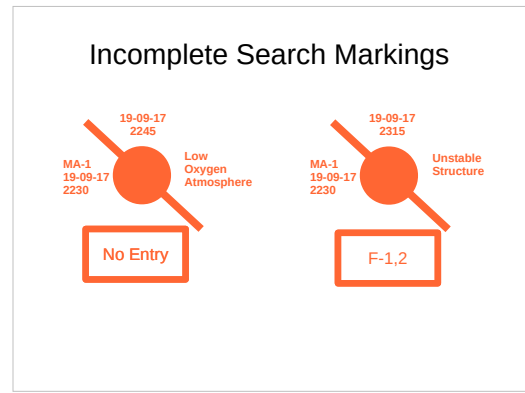 Incomplete Search Markings
19-09-17
2245
MA-1
19-09-17
2230
Low
Oxygen
Atmosphere
No Entry
19-09-17
2315
MA-1
19-09-17
2230
Unstable
Structure
F-1,2